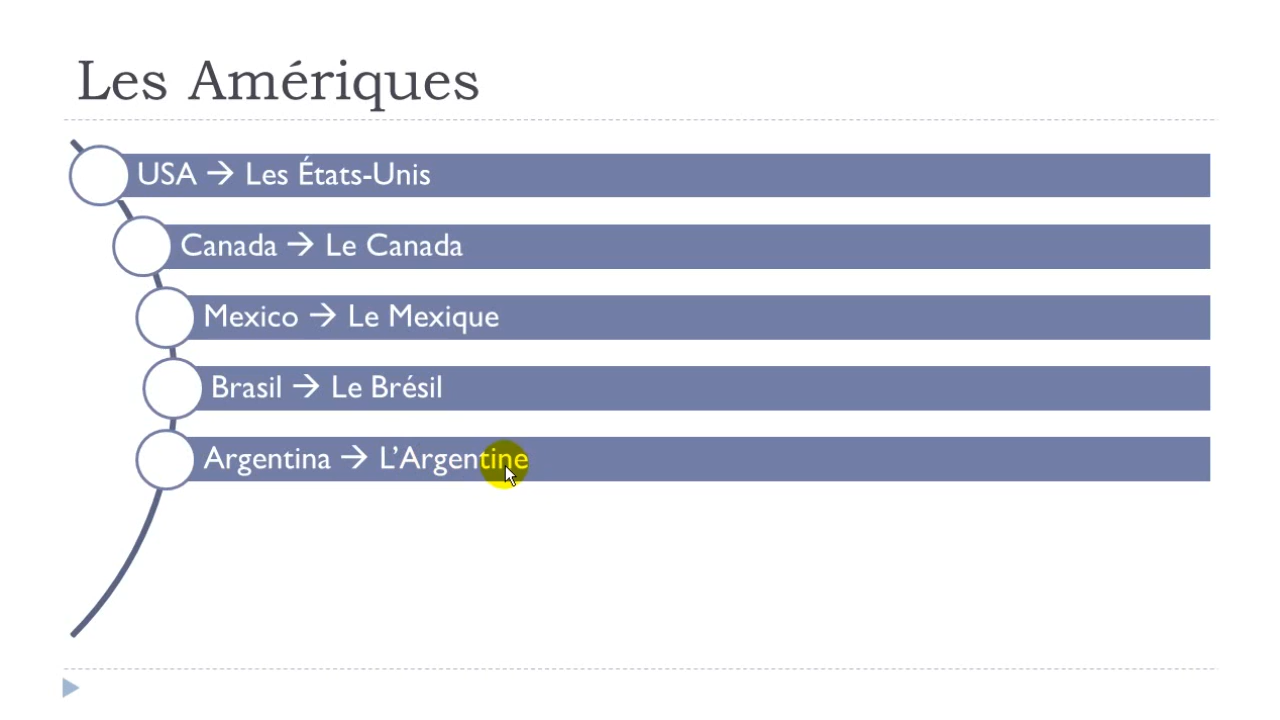 Les Amériques
USA → Les États-Unis
Canada → Le Canada
Mexico → Le Mexique
Brasil → Le Brésil
Argentina → L’Argentine